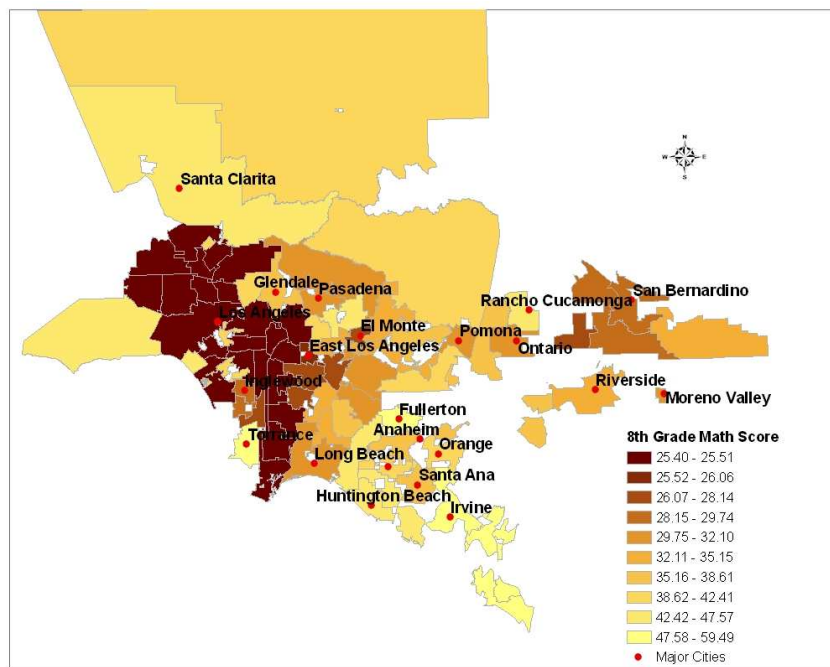 N
W E
S
Santa Clarita
Glendale
Pasadena
Rancho Cucamonga
San Bernardino
Los Angeles
El Monte
Pomona
East Los Angeles
Ontario
Inglewood
Riverside
Moreno Valley
Fullerton
Anaheim
Torrance
Orange
Long Beach
Santa Ana
Huntington Beach
Irvine
8th Grade Math Score
25.40 - 25.51
25.52 - 26.06
26.07 - 28.14
28.15 - 29.74
29.75 - 32.10
32.11 - 35.15
35.16 - 38.61
38.62 - 42.41
42.42 - 47.57
47.58 - 59.49
Major Cities